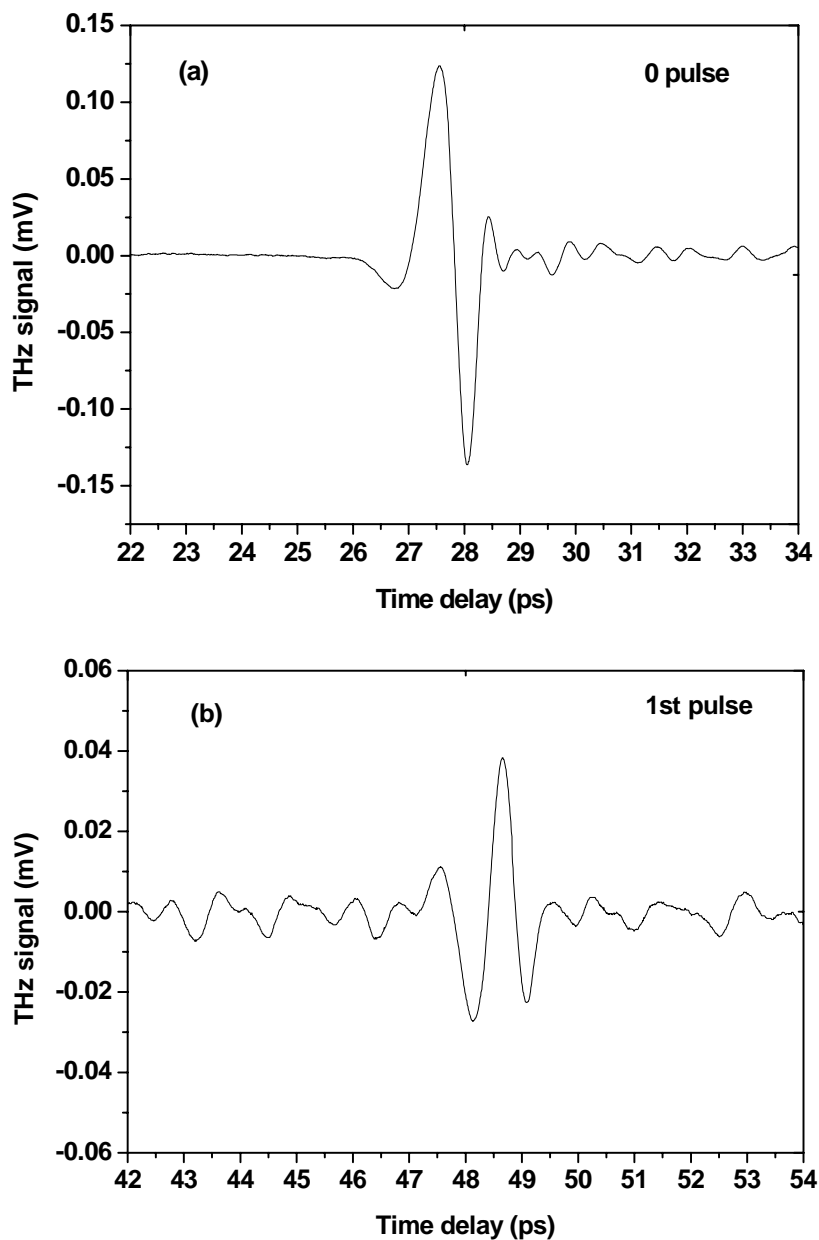 0.15
(a)
0 pulse
0.10
0.05
0.00
-0.05
-0.10
-0.15
THz signal (mV)
22 23 24 25 26 27 28 29 30 31 32 33 34
Time delay (ps)
0.06
(b)
1st pulse
0.04
0.02
0.00
-0.02
-0.04
-0.06
THz signal (mV)
42 43 44 45 46 47 48 49 50 51 52 53 54
Time delay (ps)